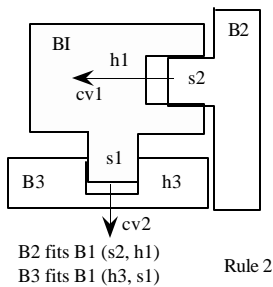 B2
h1
BI
s2
cv1
s1
B3
h3
cv2
B2 fits B1 (s2, h1)
B3 fits B1 (h3, s1)
Rule 2